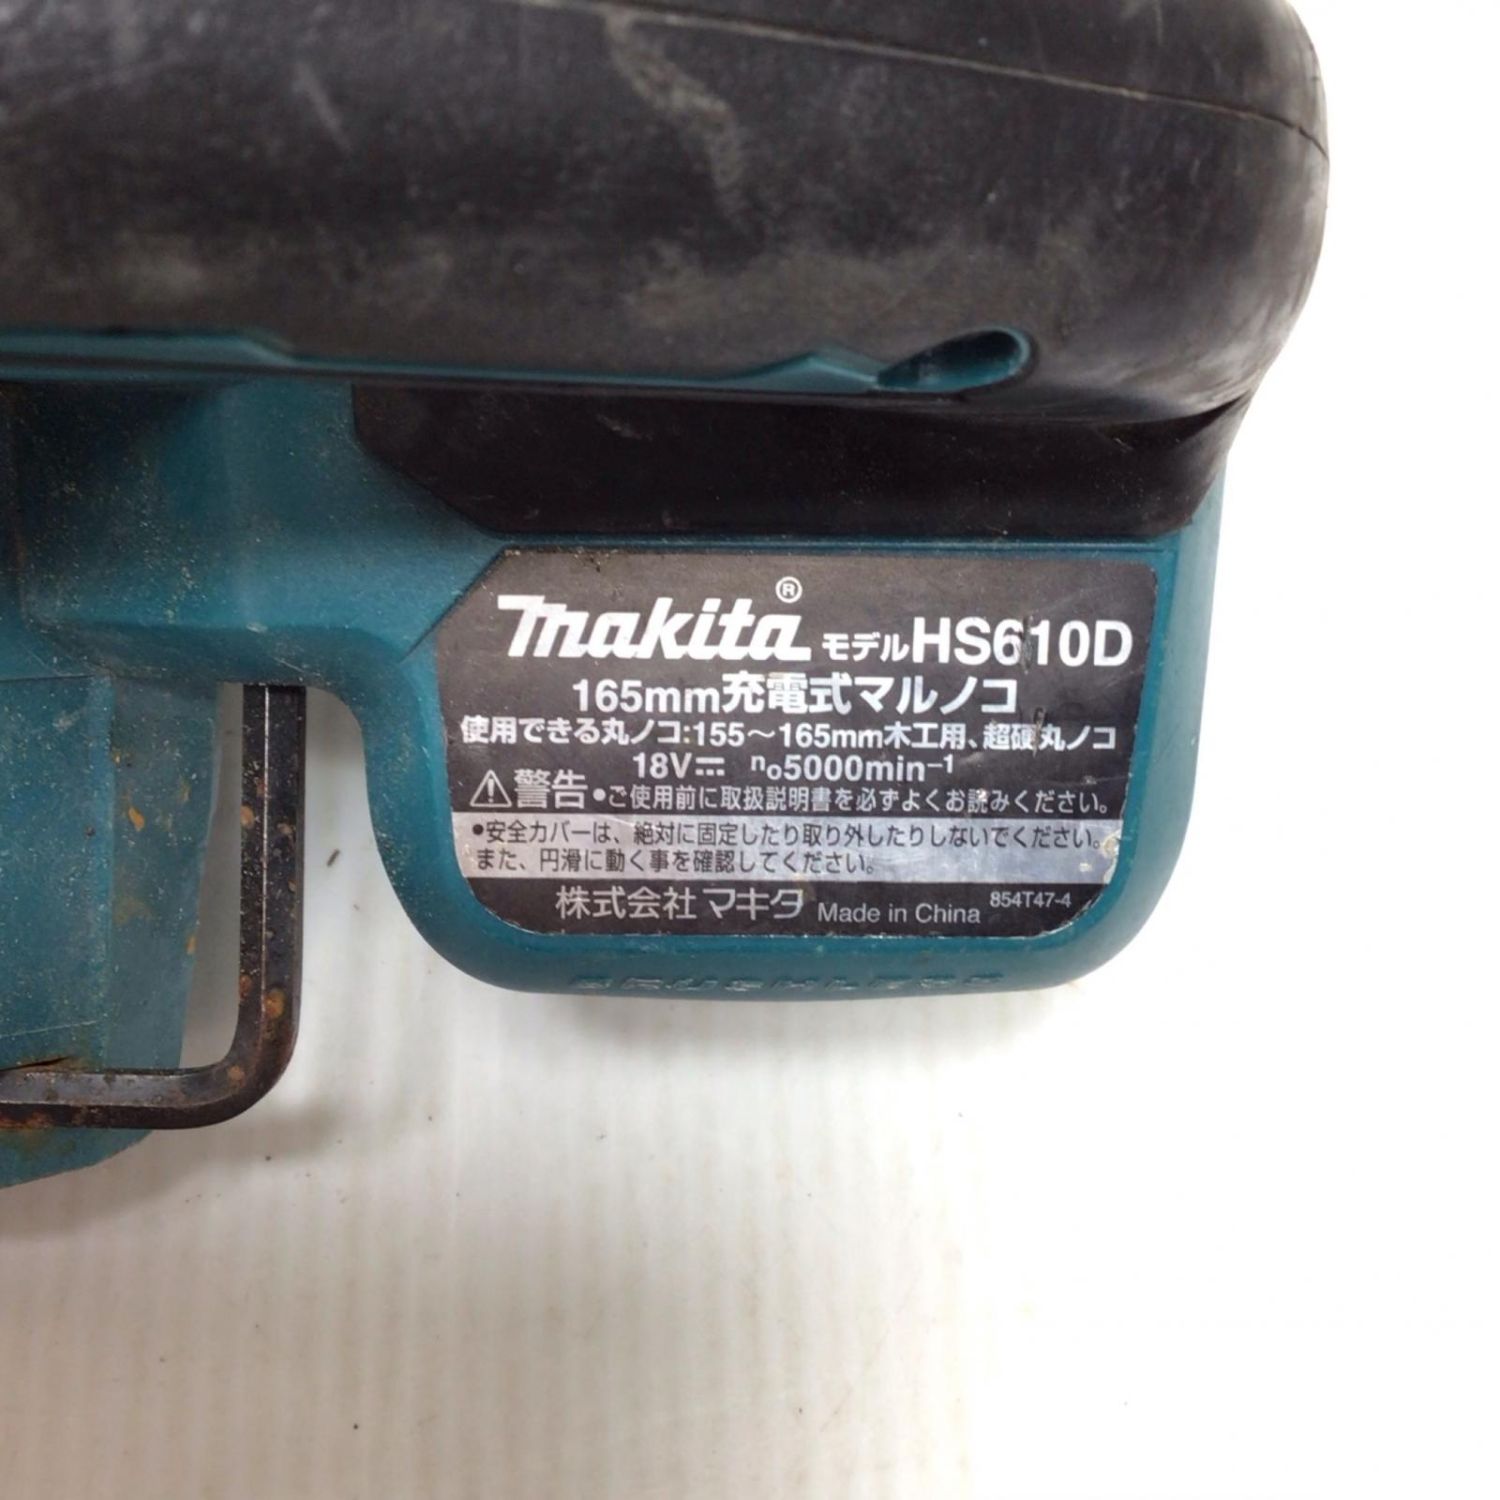 makita® モデルHS610D
165mm充電式マルノコ
使用できる丸ノコ:155〜165mm木工用、超硬丸ノコ
18V⎓ n₀5000min⁻¹
⚠警告 •ご使用前に取扱説明書を必ずよくお読みください。
•安全カバーは、絶対に固定したり取り外したりしないでください。
また、円滑に動く事を確認してください。
株式会社マキタ Made in China 854T47-4
BRUSHLESS